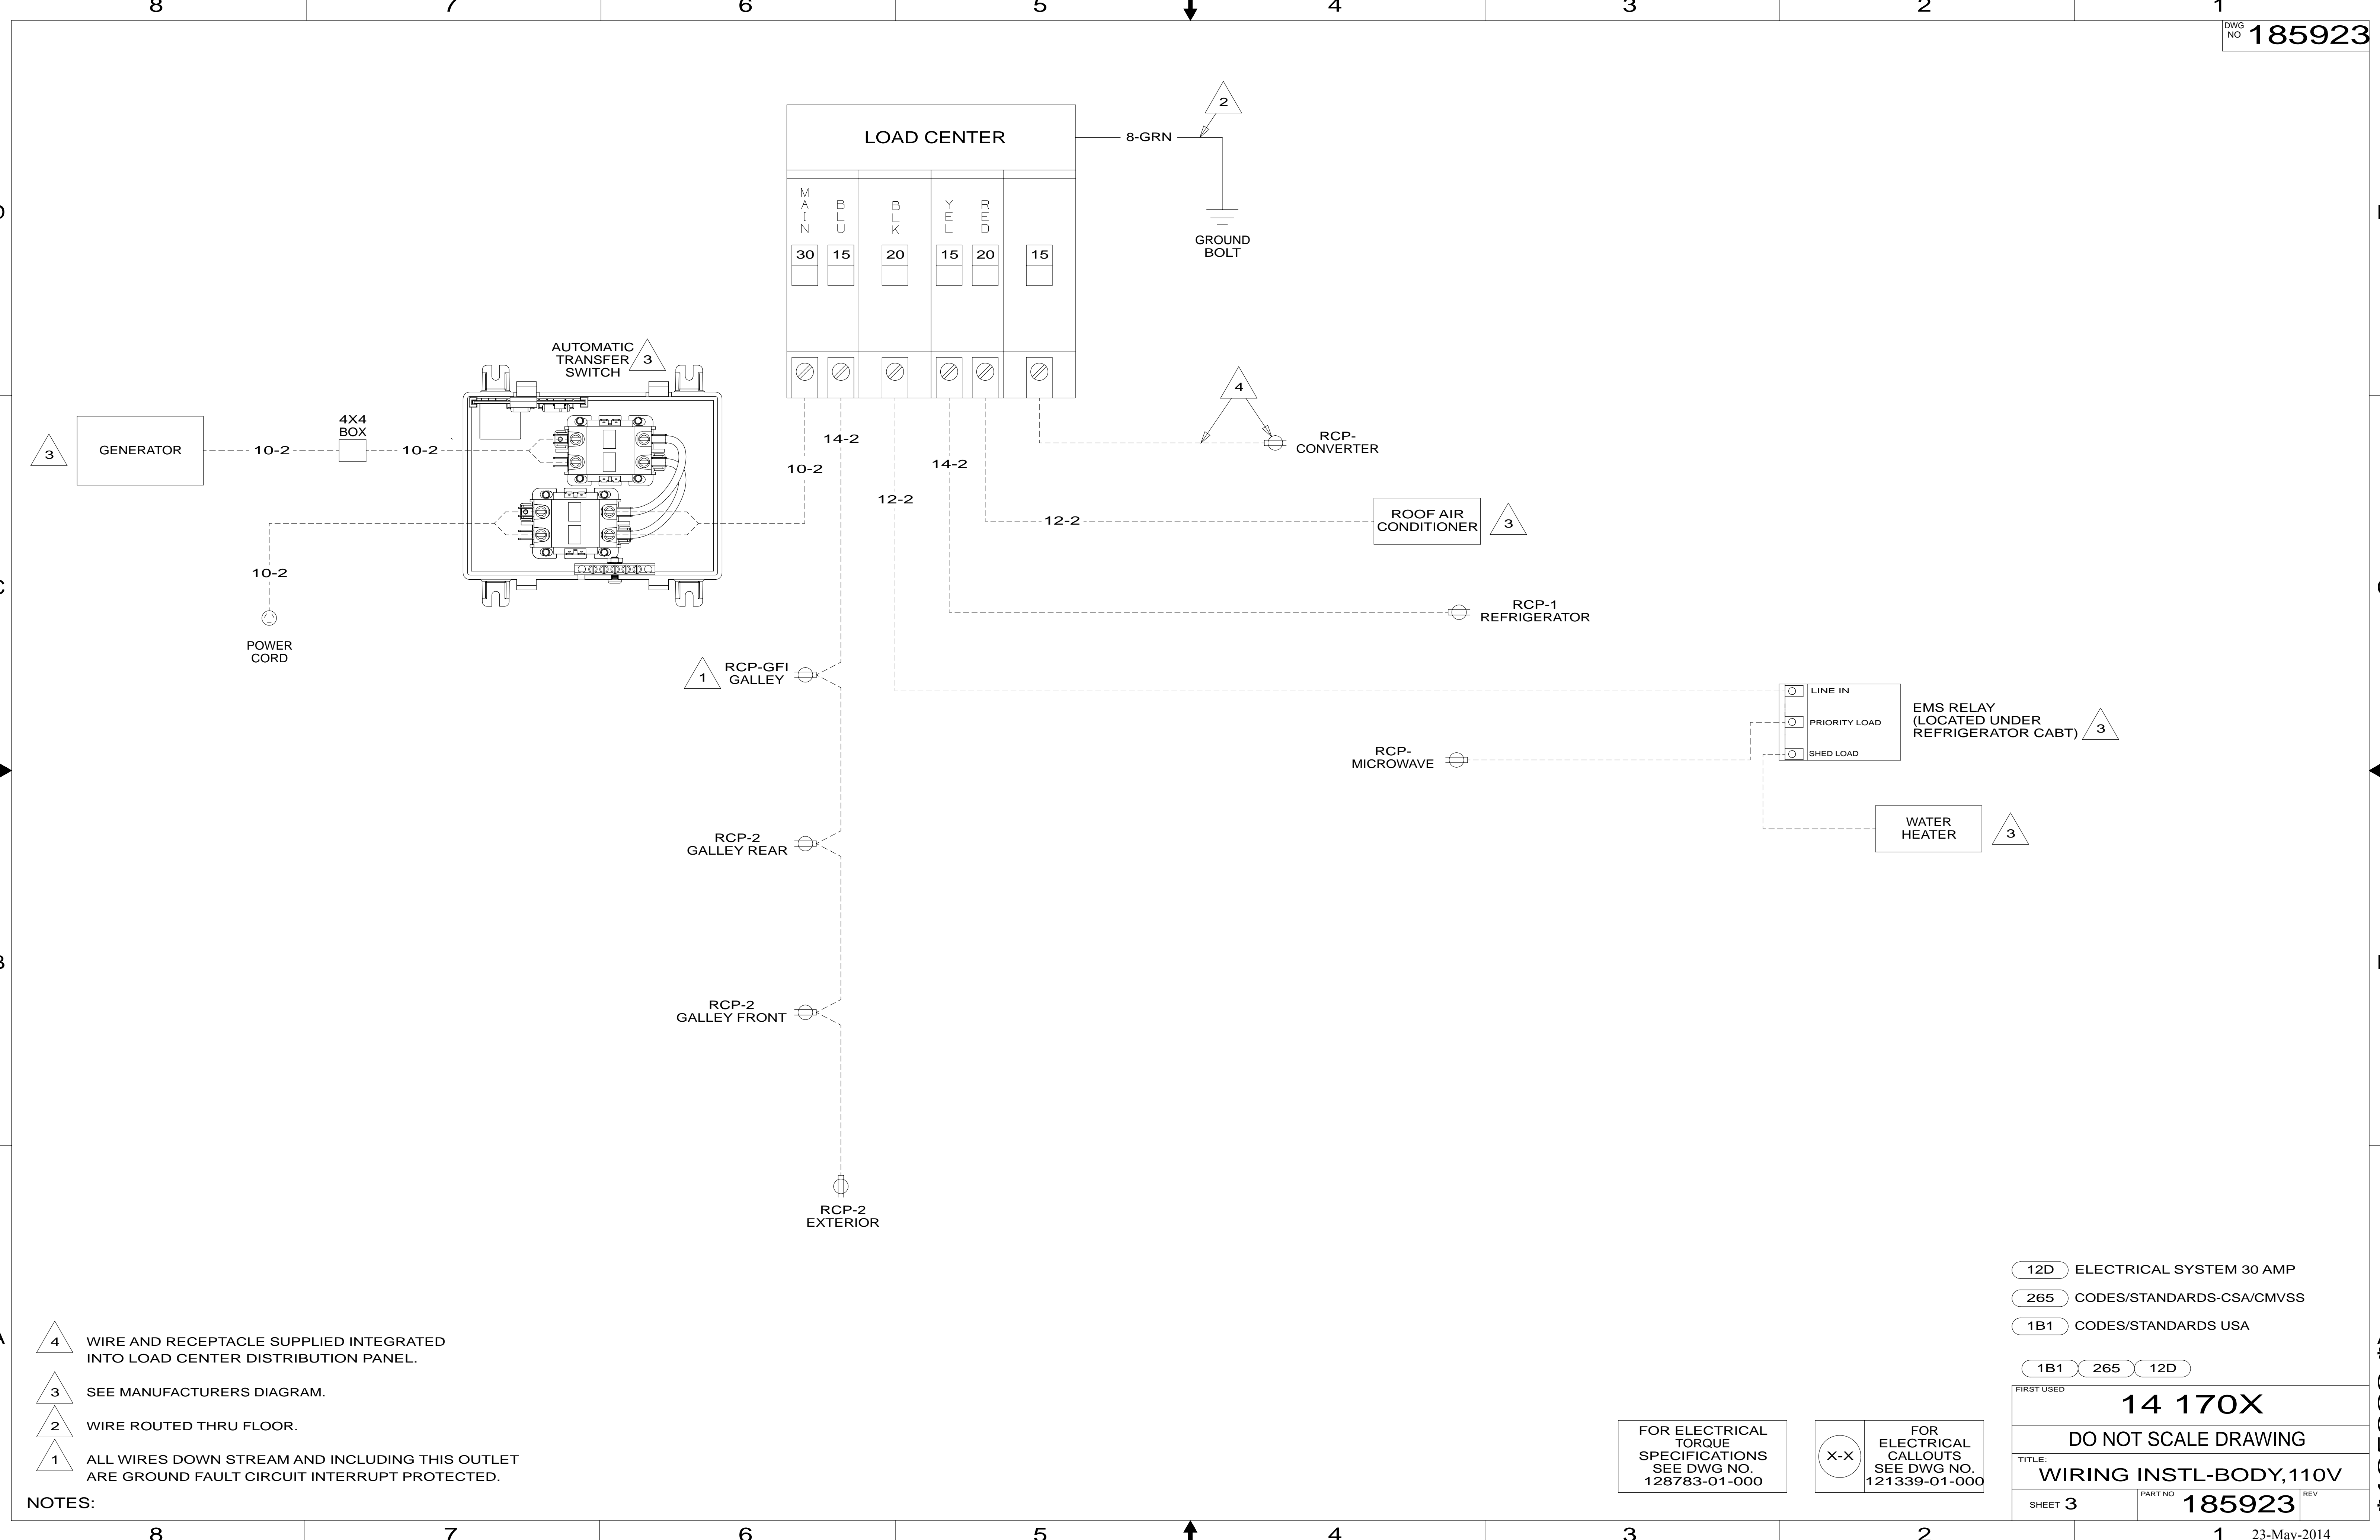 8 7 6 5 4 3 2 1
DWG
NO 185923
2
LOAD CENTER
8-GRN
MAIN BLU BLK YEL RED
30 15 20 15 20 15
GROUND
BOLT
AUTOMATIC
TRANSFER
SWITCH
3
4
4X4
BOX
3
GENERATOR
10-2
10-2
14-2
10-2
14-2
12-2
RCP-
CONVERTER
12-2
ROOF AIR
CONDITIONER
3
10-2
POWER
CORD
RCP-1
REFRIGERATOR
1
RCP-GFI
GALLEY
LINE IN
PRIORITY LOAD
SHED LOAD
EMS RELAY
(LOCATED UNDER
REFRIGERATOR CABT)
3
RCP-
MICROWAVE
WATER
HEATER
3
RCP-2
GALLEY REAR
RCP-2
GALLEY FRONT
RCP-2
EXTERIOR
12D ELECTRICAL SYSTEM 30 AMP
265 CODES/STANDARDS-CSA/CMVSS
1B1 CODES/STANDARDS USA
1B1 265 12D
4 WIRE AND RECEPTACLE SUPPLIED INTEGRATED
INTO LOAD CENTER DISTRIBUTION PANEL.
3 SEE MANUFACTURERS DIAGRAM.
2 WIRE ROUTED THRU FLOOR.
1 ALL WIRES DOWN STREAM AND INCLUDING THIS OUTLET
ARE GROUND FAULT CIRCUIT INTERRUPT PROTECTED.
NOTES:
FOR ELECTRICAL
TORQUE
SPECIFICATIONS
SEE DWG NO.
128783-01-000
X-X
FOR
ELECTRICAL
CALLOUTS
SEE DWG NO.
121339-01-000
FIRST USED
14 170X
DO NOT SCALE DRAWING
TITLE:
WIRING INSTL-BODY,110V
SHEET 3
PART NO 185923
REV
8 7 6 5 4 3 2 1
23-May-2014